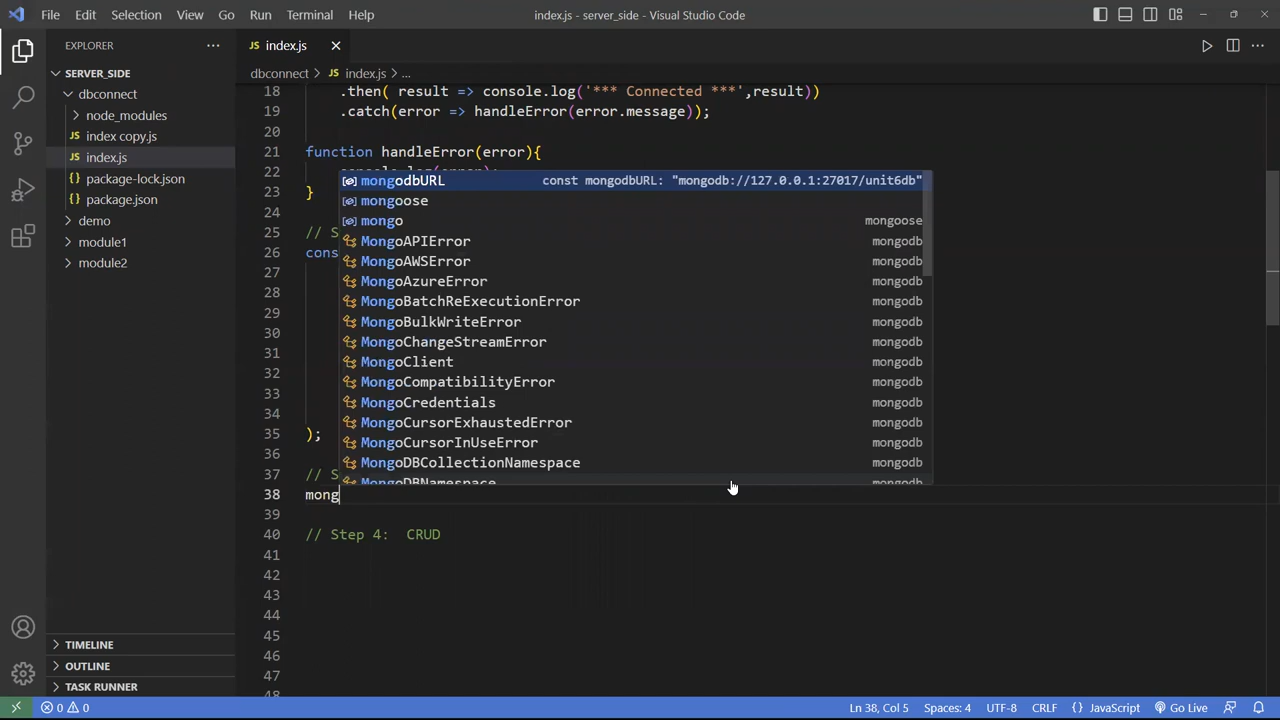 File Edit Selection View Go Run Terminal Help index.js - server_side - Visual Studio Code
EXPLORER
SERVER_SIDE
dbconnect
node_modules
JS index copy.js
JS index.js
{} package-lock.json
{} package.json
demo
module1
module2
TIMELINE
OUTLINE
TASK RUNNER
JS index.js
dbconnect > JS index.js > ...
18 .then( result => console.log('*** Connected ***',result))
19 .catch(error => handleError(error.message));
20
21 function handleError(error){
22
23 }
24
25 // S
26 cons
27
28
29
30
31
32
33
34
35 );
36
37 // S
38 mong
39
40 // Step 4:  CRUD
41
42
43
44
45
46
47
mongodbURL const mongodbURL: "mongodb://127.0.0.1:27017/unit6db"
mongoose
mongo mongoose
MongoAPIError mongodb
MongoAWSError mongodb
MongoAzureError mongodb
MongoBatchReExecutionError mongodb
MongoBulkWriteError mongodb
MongoChangeStreamError mongodb
MongoClient mongodb
MongoCompatibilityError mongodb
MongoCredentials mongodb
MongoCursorExhaustedError mongodb
MongoCursorInUseError mongodb
MongoDBCollectionNamespace mongodb
MongoDBNamespace mongodb
0 0 Ln 38, Col 5 Spaces: 4 UTF-8 CRLF {} JavaScript Go Live